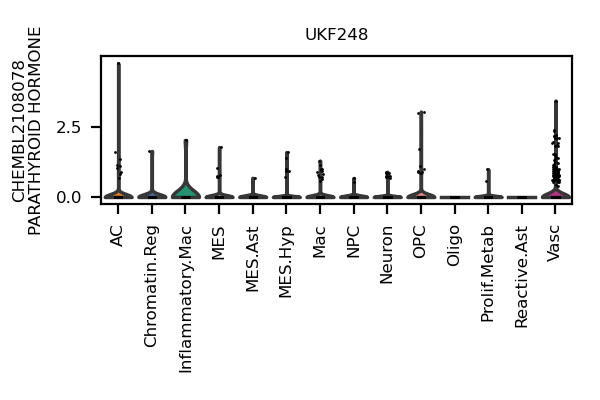 UKF248
CHEMBL2108078
PARATHYROID HORMONE
2.5
0.0
AC
Chromatin.Reg
Inflammatory.Mac
MES
MES.Ast
MES.Hyp
Mac
NPC
Neuron
OPC
Oligo
Prolif.Metab
Reactive.Ast
Vasc